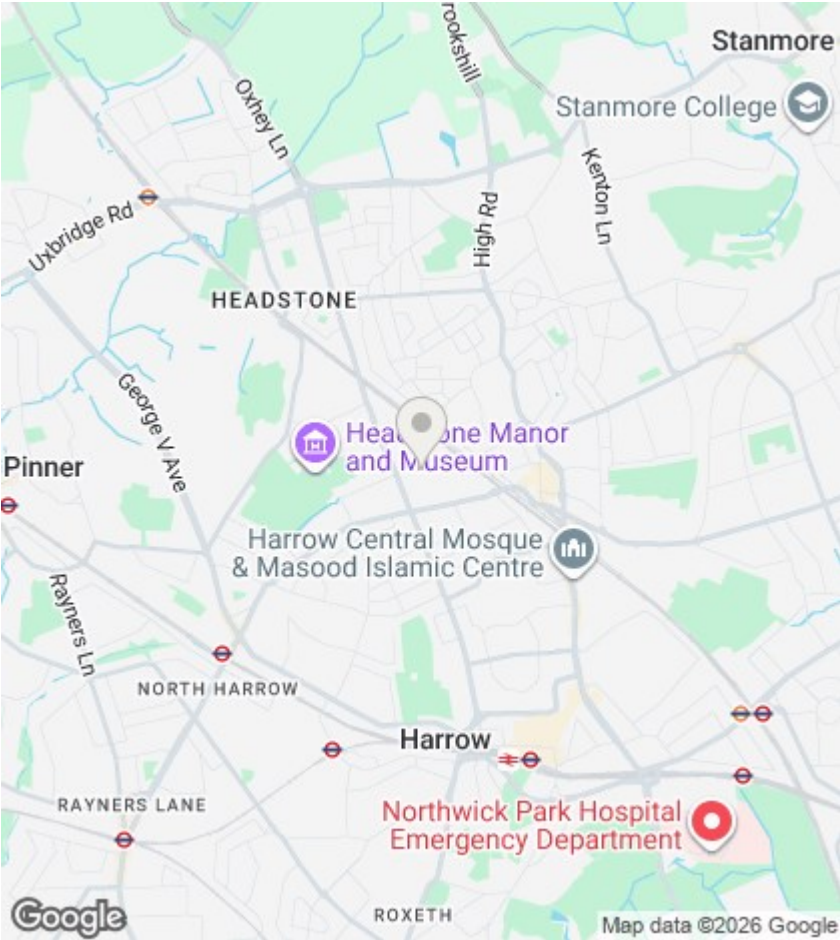 Stanmore
rookshill
Stanmore College
Oxhey Ln
Kenton Ln
Uxbridge Rd
High Rd
HEADSTONE
George V Ave
Headstone Manor
and Museum
Pinner
Harrow Central Mosque
& Masood Islamic Centre
Rayners Ln
NORTH HARROW
Harrow
RAYNERS LANE
Northwick Park Hospital
Emergency Department
ROXETH
Google
Map data ©2026 Google